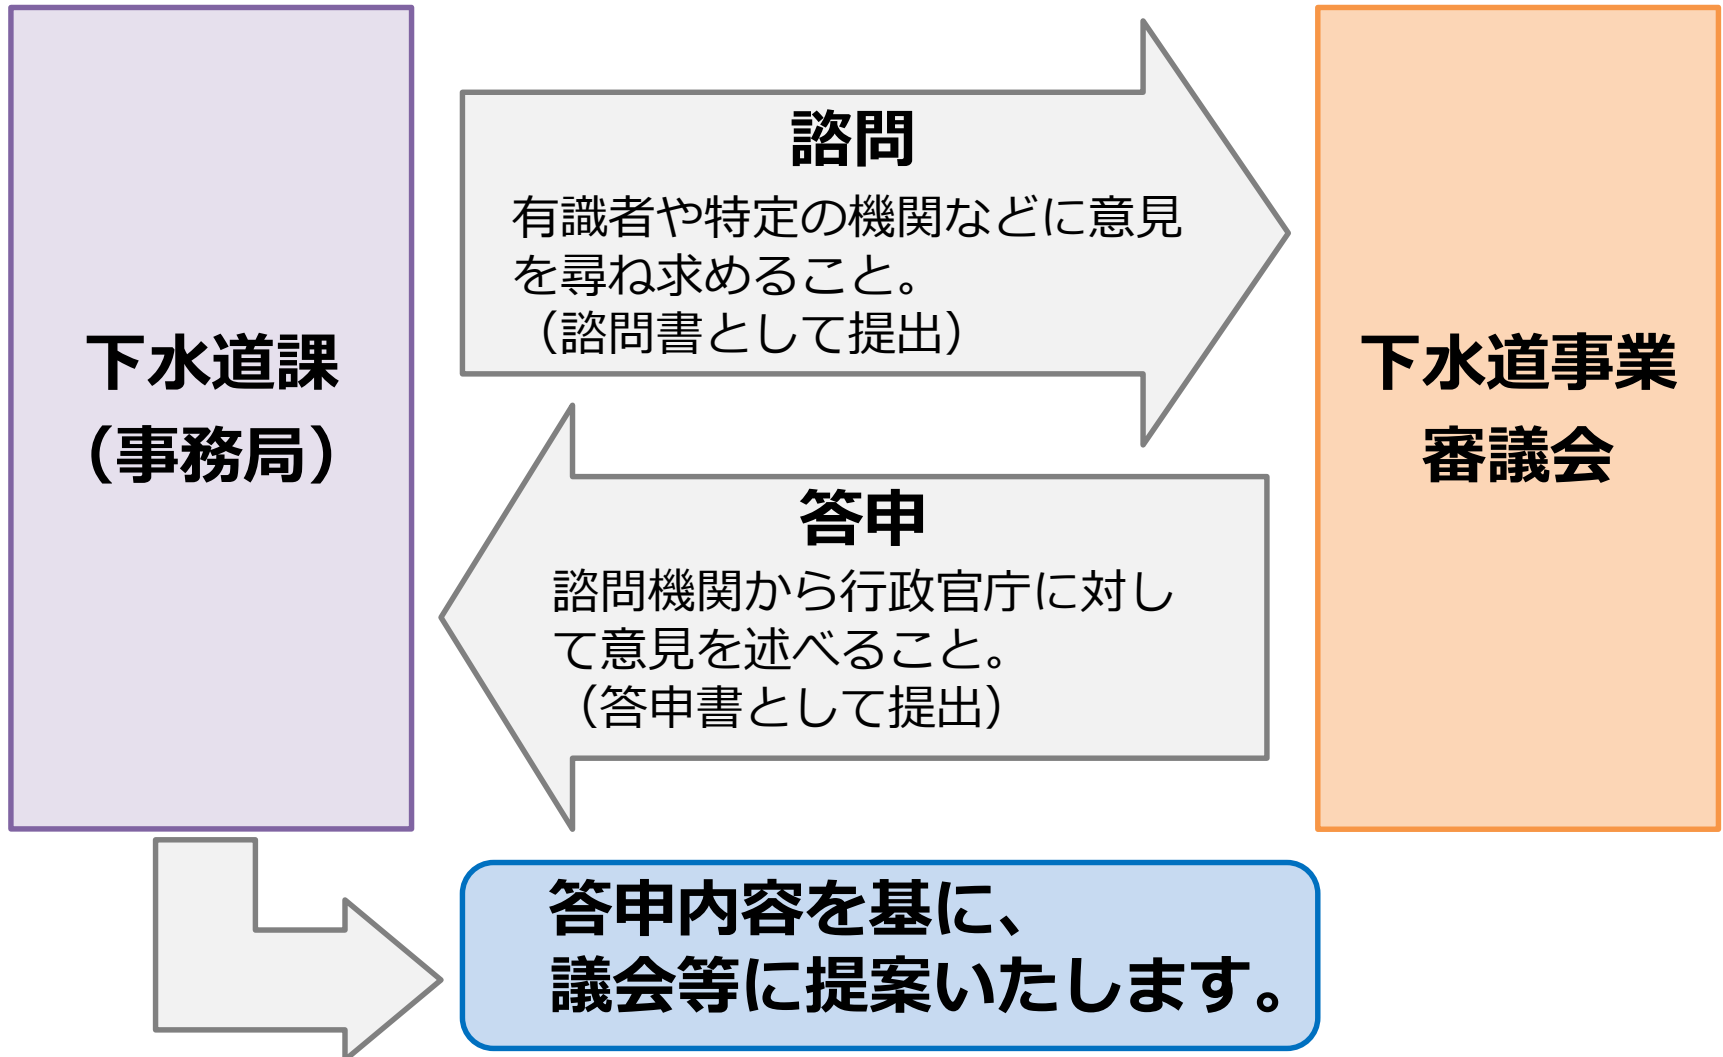 下水道課
（事務局）
諮問
有識者や特定の機関などに意見
を尋ね求めること。
（諮問書として提出）
答申
諮問機関から行政官庁に対し
て意見を述べること。
（答申書として提出）
下水道事業
審議会
答申内容を基に、
議会等に提案いたします。